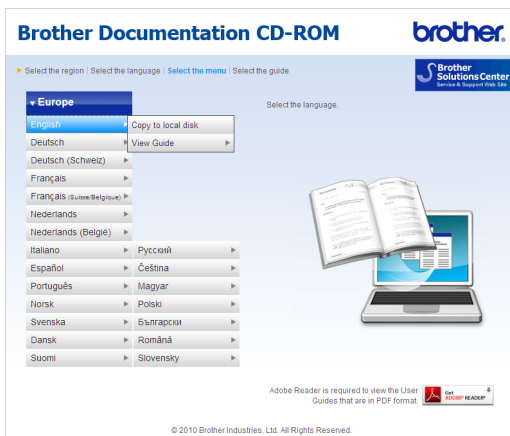 Brother Documentation CD-ROM
brother.
Select the region | Select the language | Select the menu | Select the guide
Brother
Solutions Center
Service & Support Web Site
Europe
Select the language.
English
Copy to local disk
Deutsch
View Guide
Deutsch (Schweiz)
Français
Français (Suisse/Belgique)
Nederlands
Nederlands (België)
Italiano
Русский
Español
Čeština
Português
Magyar
Norsk
Polski
Svenska
Български
Dansk
Română
Suomi
Slovensky
Adobe Reader is required to view the User
Guides that are in PDF format.
Get
ADOBE® READER®
© 2010 Brother Industries, Ltd. All Rights Reserved.